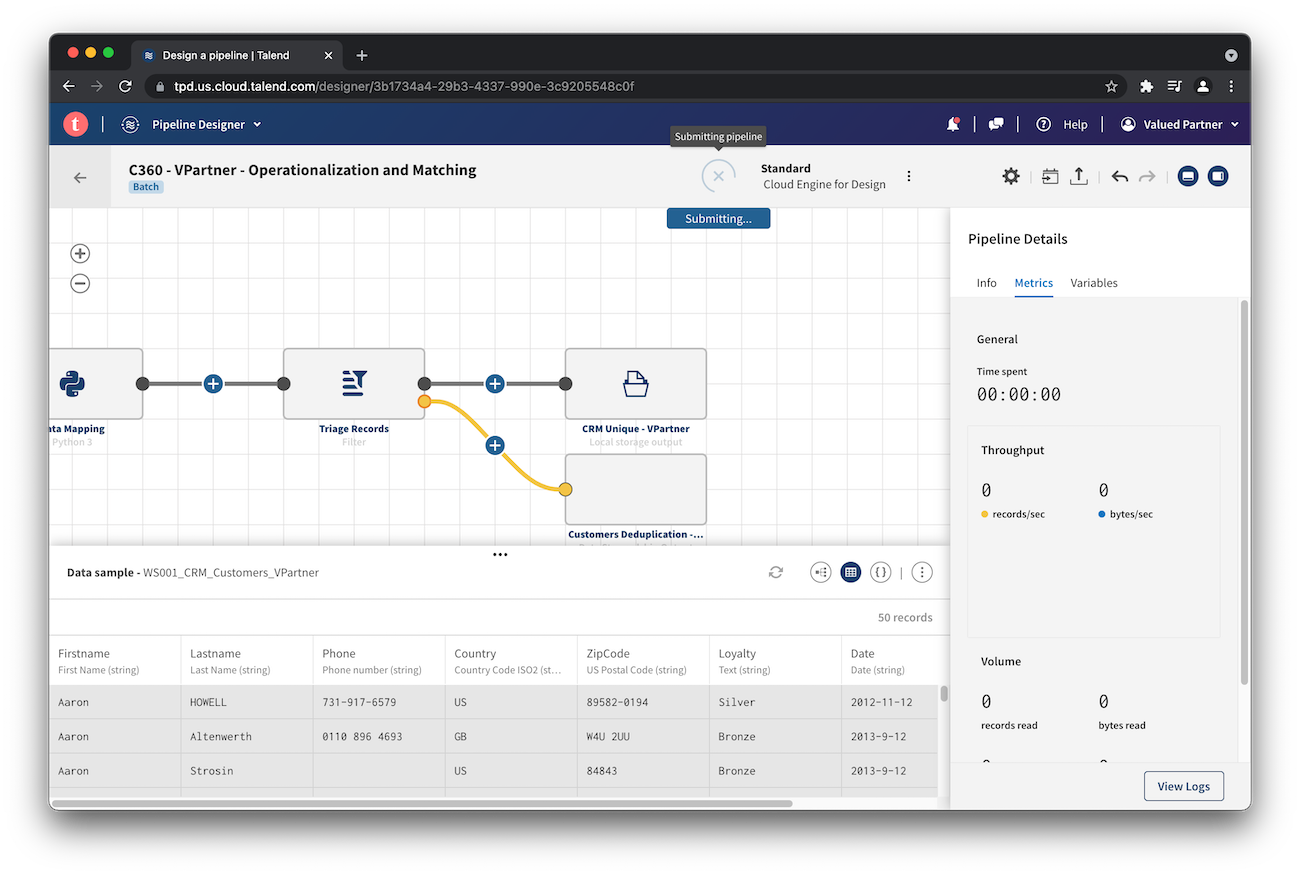 Design a pipeline | Talend
tpd.us.cloud.talend.com/designer/3b1734a4-29b3-4337-990e-3c9205548c0f
t
Pipeline Designer
Help
Valued Partner
Submitting pipeline
C360 - VPartner - Operationalization and Matching
Batch
Standard
Cloud Engine for Design
Submitting...
Pipeline Details
Info Metrics Variables
General
Time spent
00:00:00
Throughput
0 0
records/sec bytes/sec
Volume
0 0
records read bytes read
View Logs
ata Mapping
Python 3
Triage Records
Filter
CRM Unique - VPartner
Local storage output
Customers Deduplication -...
Data sample - WS001_CRM_Customers_VPartner
50 records
Firstname Lastname Phone Country ZipCode Loyalty Date
First Name (string) Last Name (string) Phone number (string) Country Code ISO2 (st... US Postal Code (string) Text (string) Date (string)
Aaron HOWELL 731-917-6579 US 89582-0194 Silver 2012-11-12
Aaron Altenwerth 0110 896 4693 GB W4U 2UU Bronze 2013-9-12
Aaron Strosin US 84843 Bronze 2013-9-12